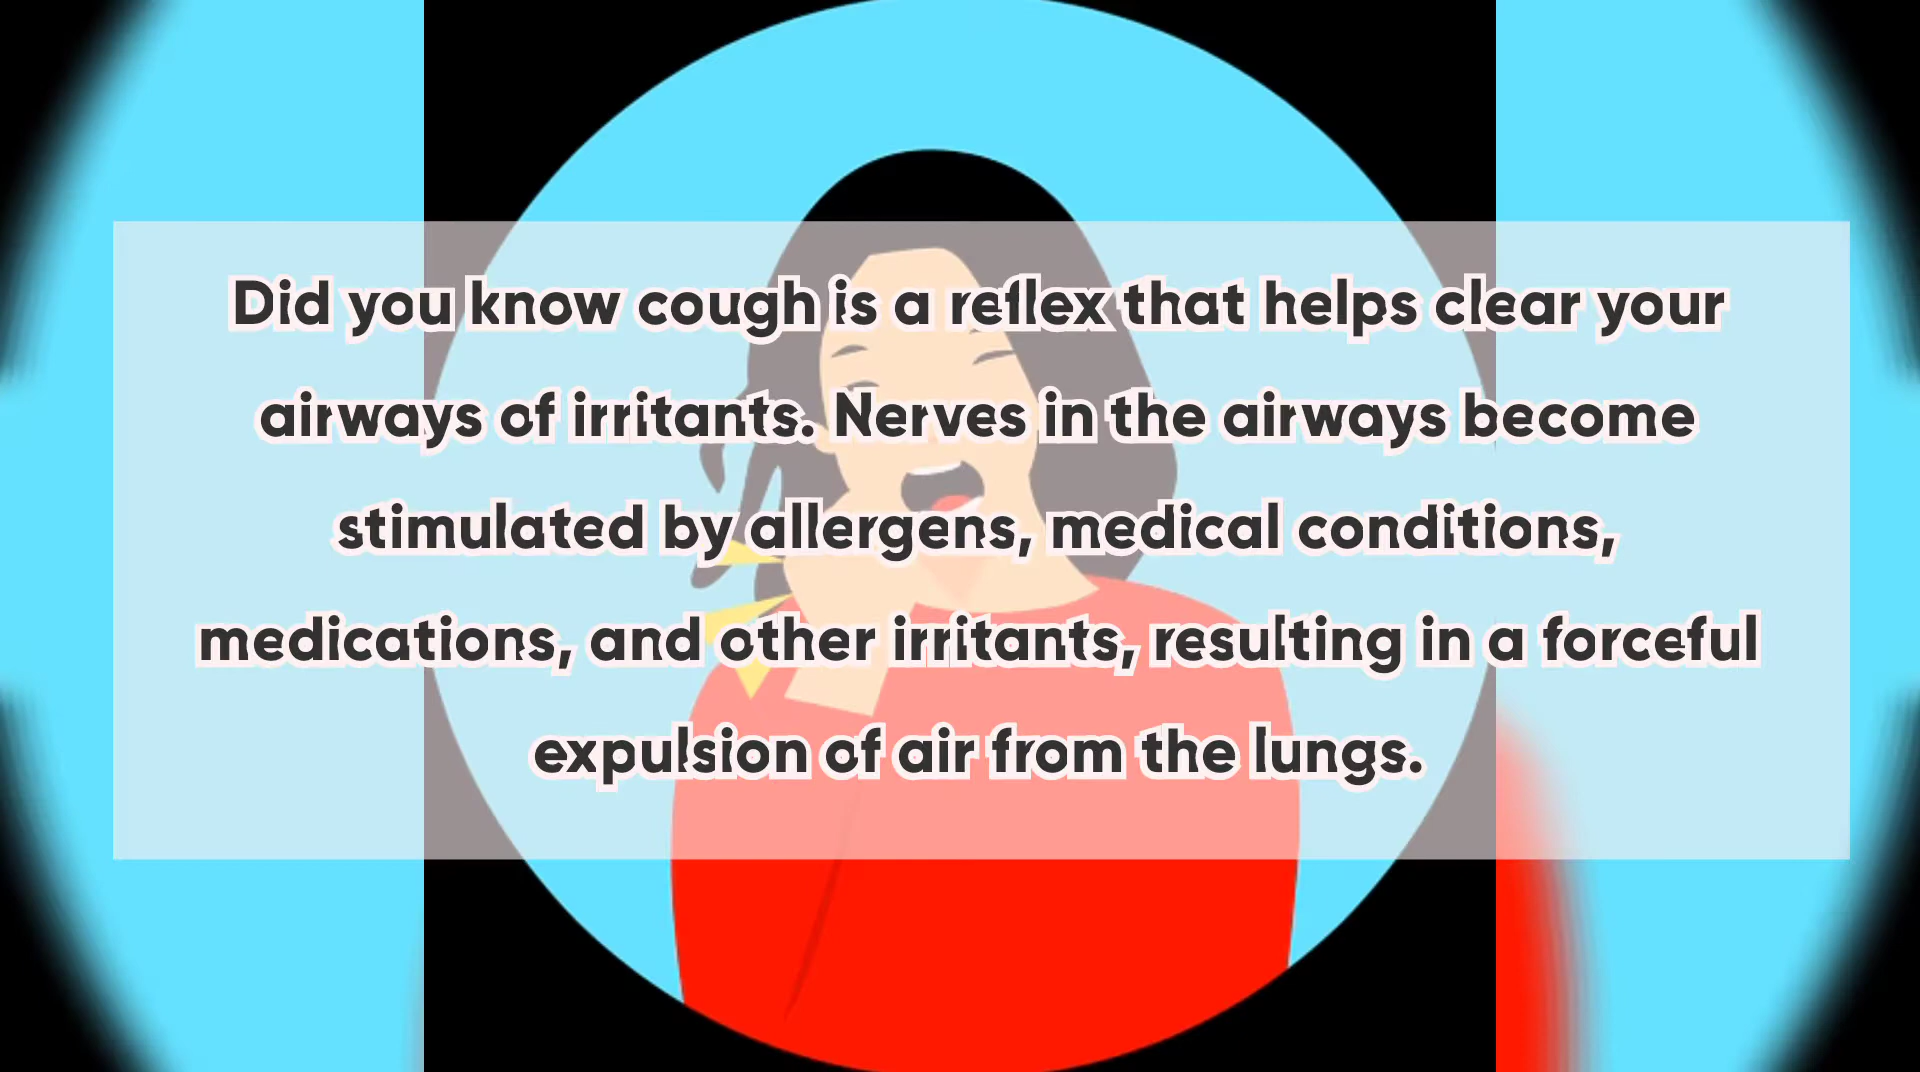 Did you know cough is a reflex that helps clear your
airways of irritants. Nerves in the airways become
stimulated by allergens, medical conditions,
medications, and other irritants, resulting in a forceful
expulsion of air from the lungs.